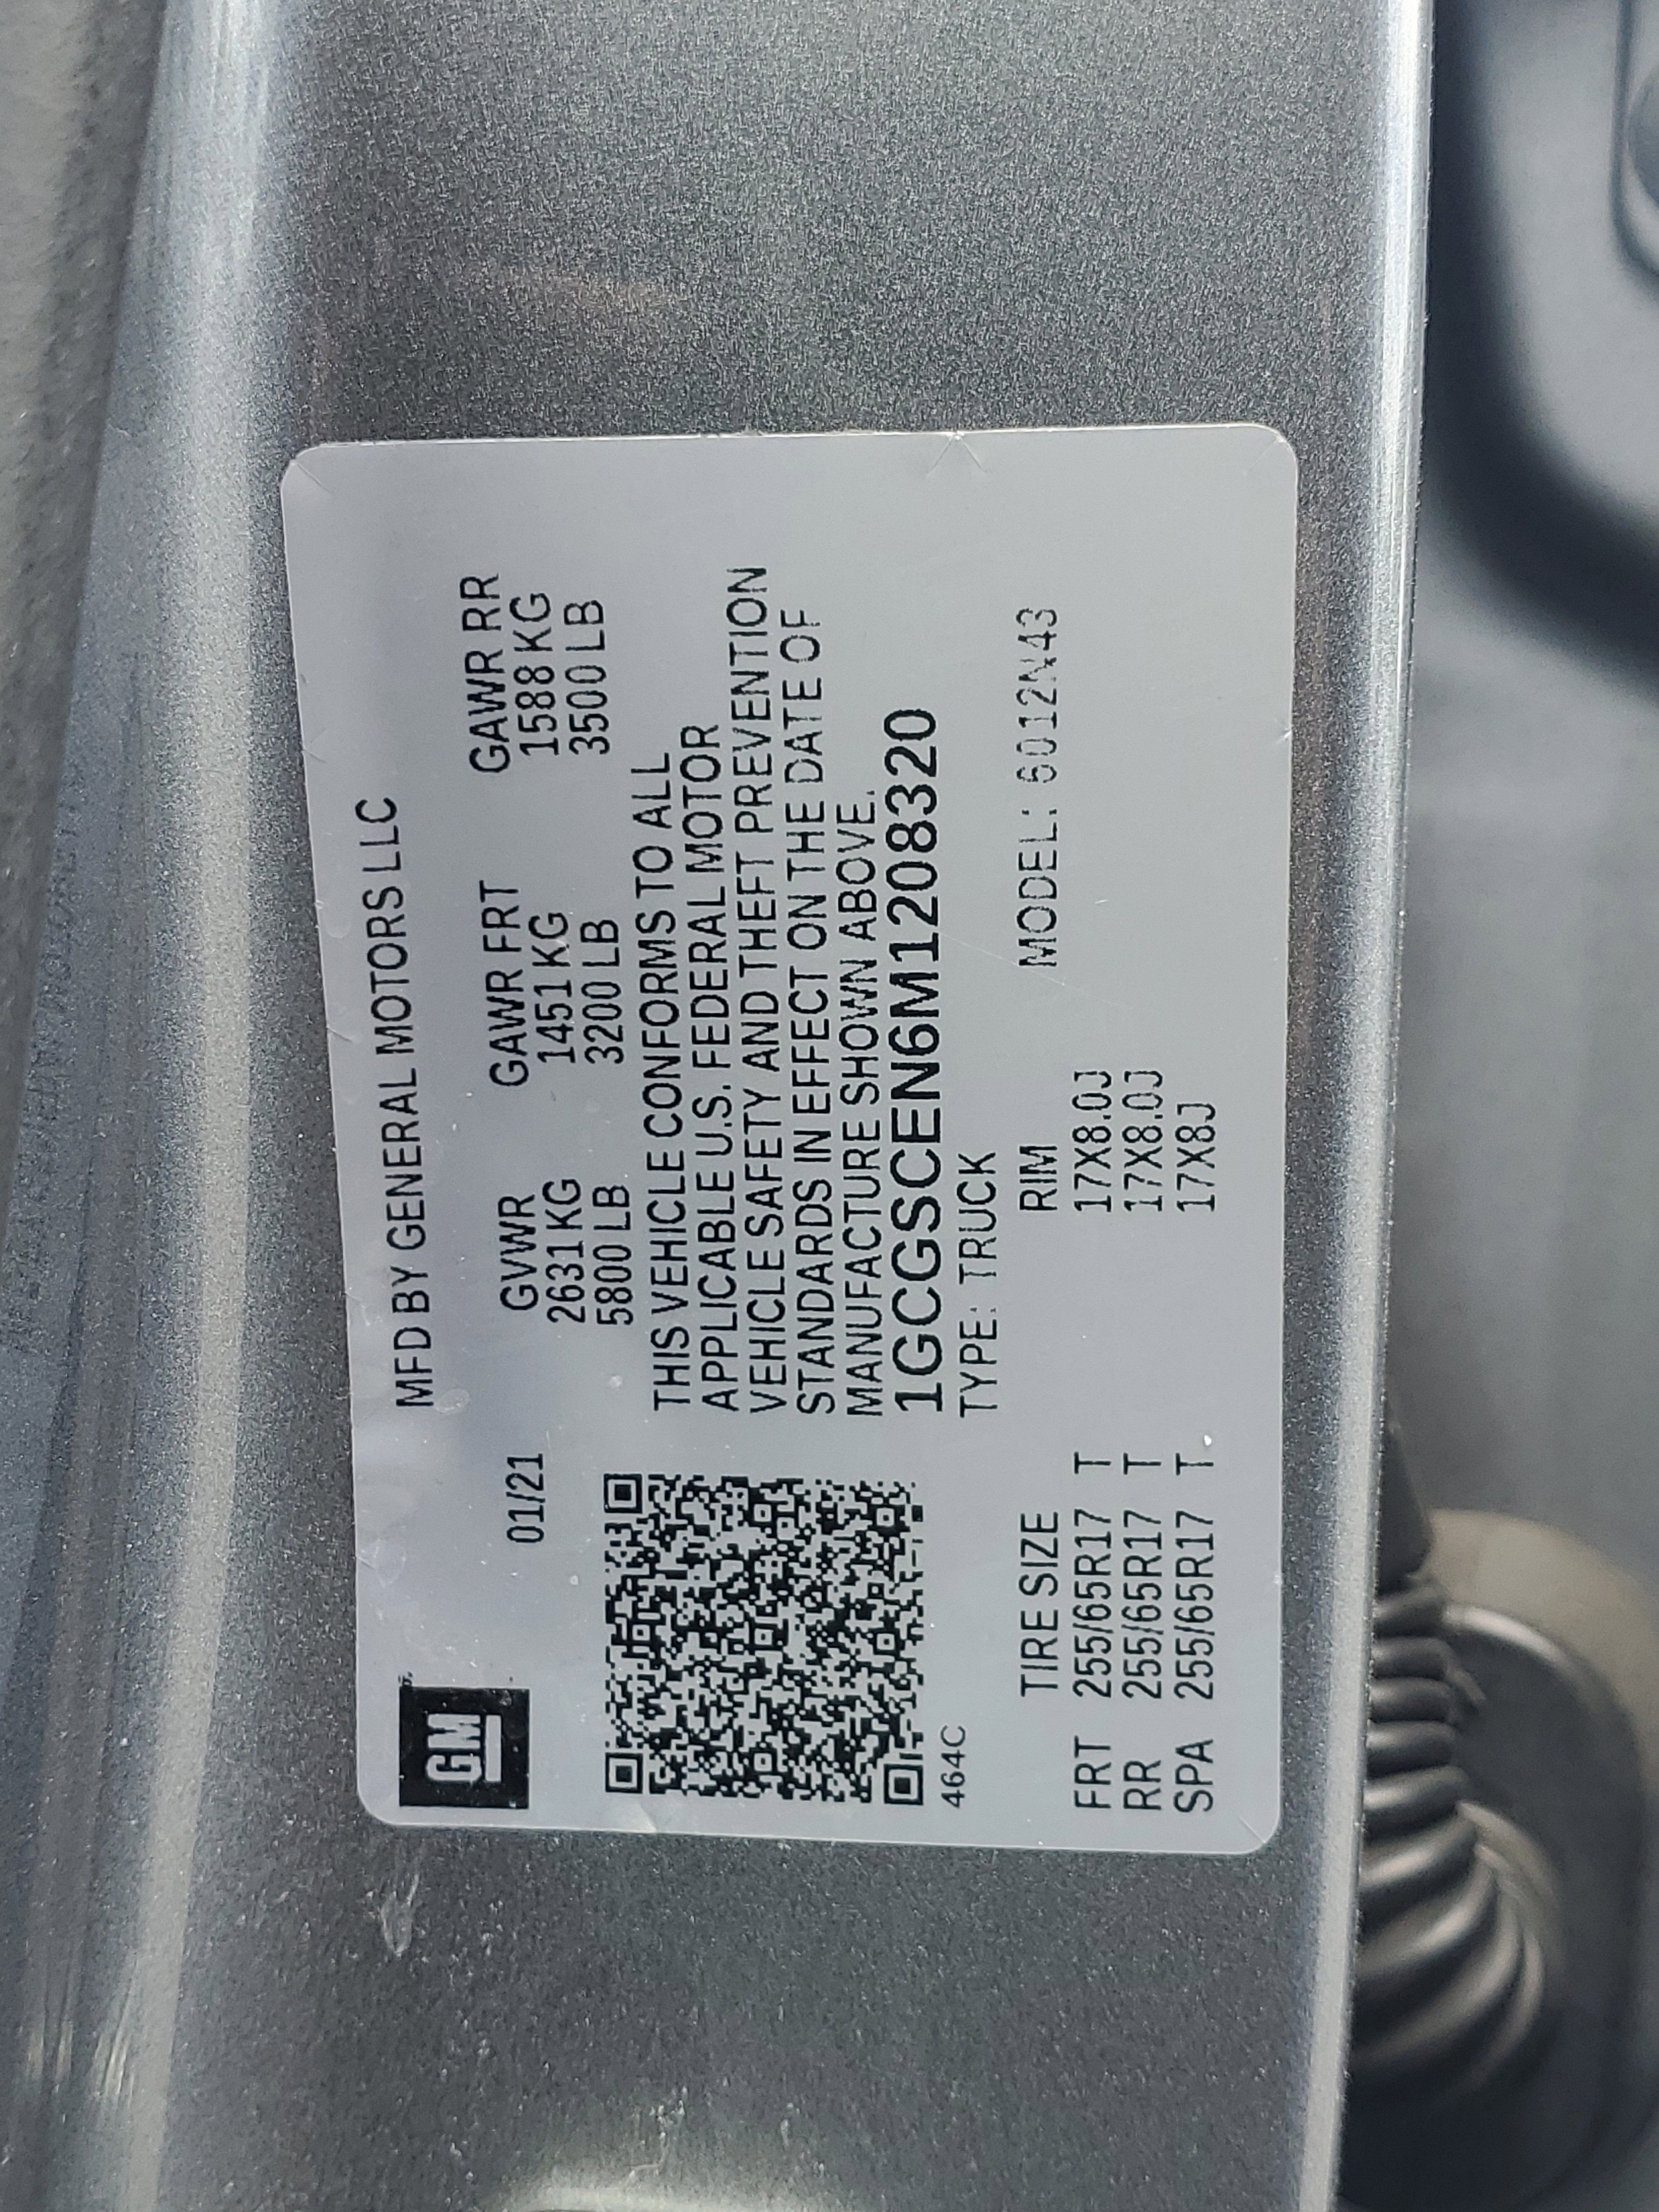 GM
MFD BY GENERAL MOTORS LLC
01/21
GVWR GAWR FRT GAWR RR
2631 KG 1451 KG 1588 KG
5800 LB 3200 LB 3500 LB
THIS VEHICLE CONFORMS TO ALL
APPLICABLE U.S. FEDERAL MOTOR
VEHICLE SAFETY AND THEFT PREVENTION
STANDARDS IN EFFECT ON THE DATE OF
MANUFACTURE SHOWN ABOVE.
1GCGSCEN6M1208320
TYPE: TRUCK
464C
TIRE SIZE RIM MODEL: 6012N43
FRT 255/65R17 T 17X8.0J
RR 255/65R17 T 17X8.0J
SPA 255/65R17 T 17X8J